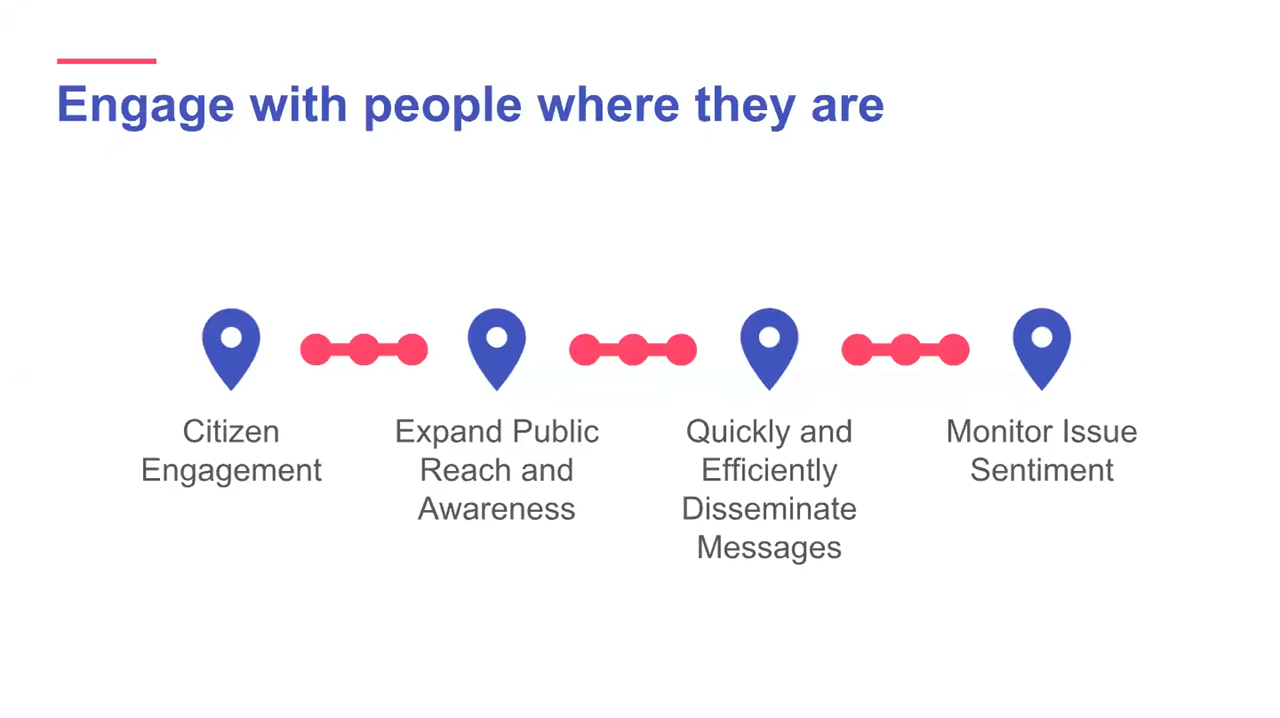 Engage with people where they are
Citizen
Engagement
Expand Public
Reach and
Awareness
Quickly and
Efficiently
Disseminate
Messages
Monitor Issue
Sentiment